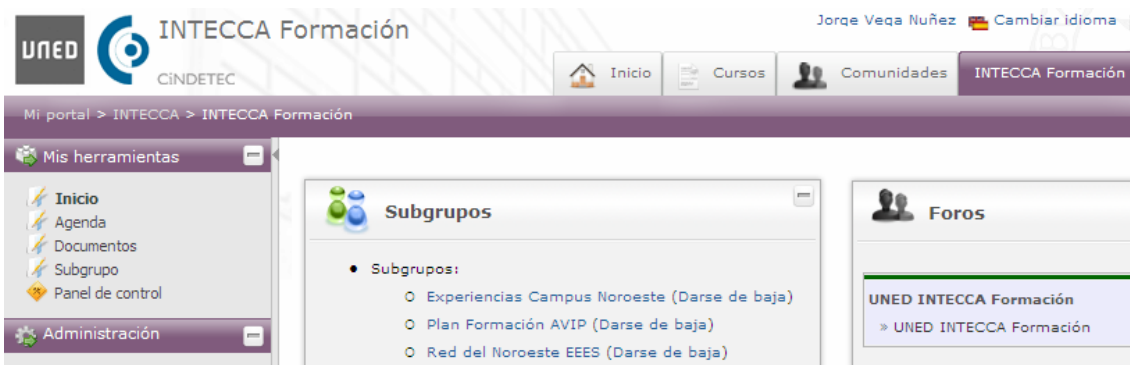 Jorge Vega Nuñez Cambiar idioma
UNED
INTECCA Formación
CiNDETEC
Inicio
Cursos
Comunidades
INTECCA Formación
Mi portal > INTECCA > INTECCA Formación
Mis herramientas
Inicio
Agenda
Documentos
Subgrupo
Panel de control
Administración
Subgrupos
• Subgrupos:
o Experiencias Campus Noroeste (Darse de baja)
o Plan Formación AVIP (Darse de baja)
o Red del Noroeste EEES (Darse de baja)
Foros
UNED INTECCA Formación
» UNED INTECCA Formación